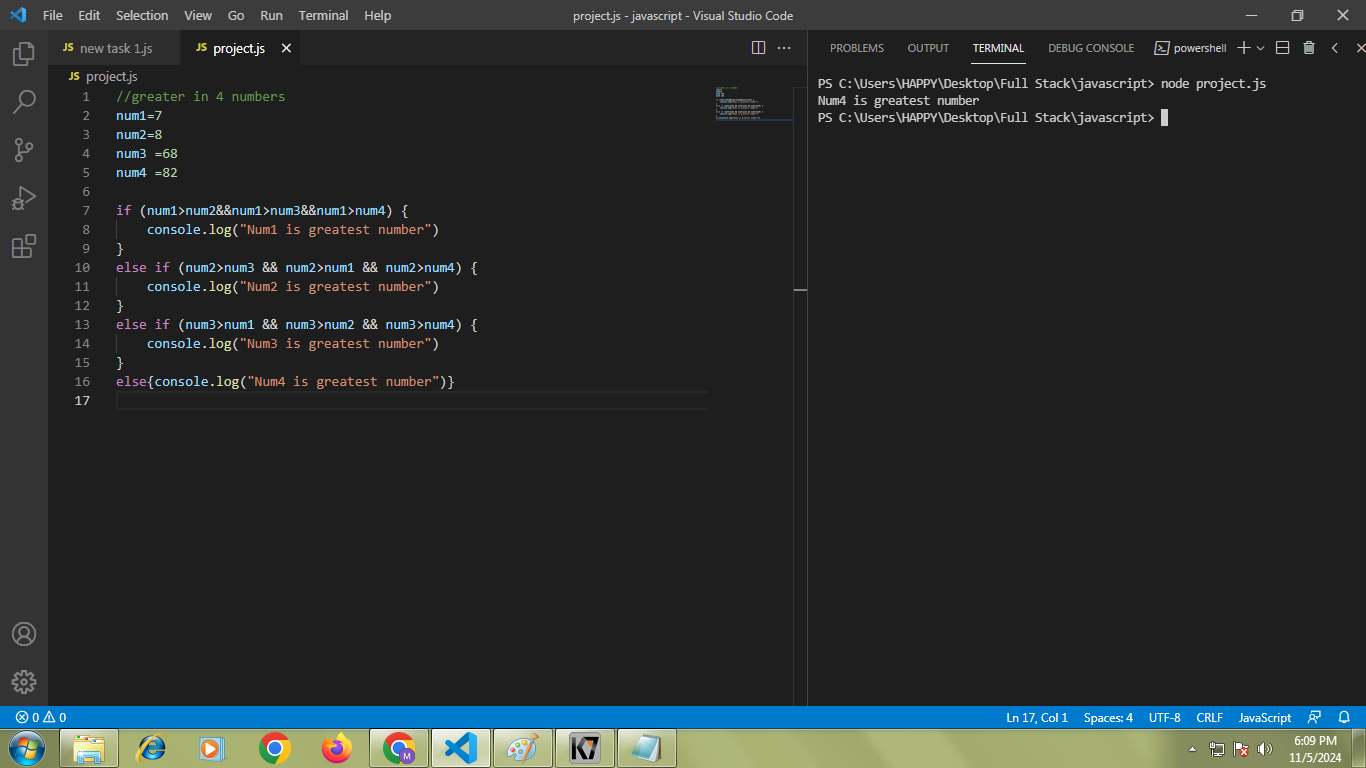 File Edit Selection View Go Run Terminal Help
project.js - javascript - Visual Studio Code
JS new task 1.js
JS project.js
JS project.js
1 //greater in 4 numbers
2 num1=7
3 num2=8
4 num3 =68
5 num4 =82
6
7 if (num1>num2&&num1>num3&&num1>num4) {
8 console.log("Num1 is greatest number")
9 }
10 else if (num2>num3 && num2>num1 && num2>num4) {
11 console.log("Num2 is greatest number")
12 }
13 else if (num3>num1 && num3>num2 && num3>num4) {
14 console.log("Num3 is greatest number")
15 }
16 else{console.log("Num4 is greatest number")}
17
PROBLEMS OUTPUT TERMINAL DEBUG CONSOLE powershell
PS C:\Users\HAPPY\Desktop\Full Stack\javascript> node project.js
Num4 is greatest number
PS C:\Users\HAPPY\Desktop\Full Stack\javascript>
0 0
Ln 17, Col 1 Spaces: 4 UTF-8 CRLF JavaScript
M
K7
6:09 PM
11/5/2024